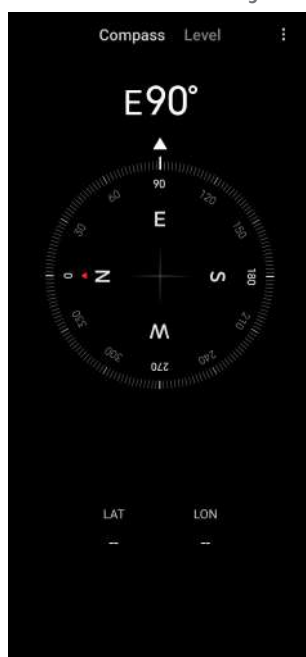 Compass Level
E90°
90
60 120
E
30 150
0 N S 180
330 210
W
300 240
270
LAT LON
-- --